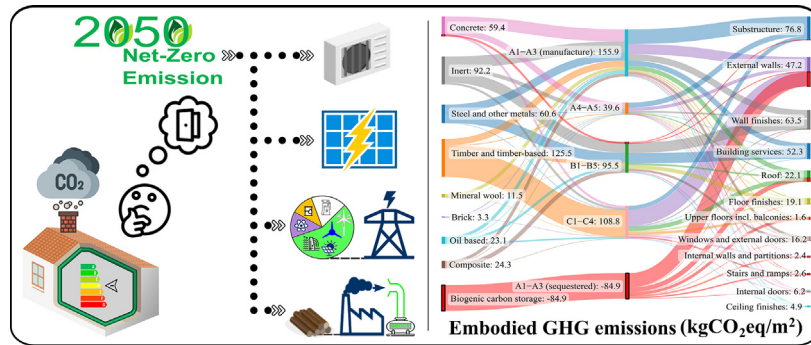 2050
Net-Zero
Emission
CO₂
Concrete: 59.4
Inert: 92.2
Steel and other metals: 60.6
Timber and timber-based: 125.5
Mineral wool: 11.5
Brick: 3.3
Oil based: 23.1
Composite: 24.3
Biogenic carbon storage: -84.9
A1−A3 (manufacture): 155.9
A4−A5: 39.6
B1−B5: 95.5
C1−C4: 108.8
A1−A3 (sequestered): -84.9
Substructure: 76.8
External walls: 47.2
Wall finishes: 63.5
Building services: 52.3
Roof: 22.1
Floor finishes: 19.1
Upper floors incl. balconies: 1.6
Windows and external doors: 16.2
Internal walls and partitions: 2.4
Stairs and ramps: 2.6
Internal doors: 6.2
Ceiling finishes: 4.9
Embodied GHG emissions (kgCO₂eq/m²)